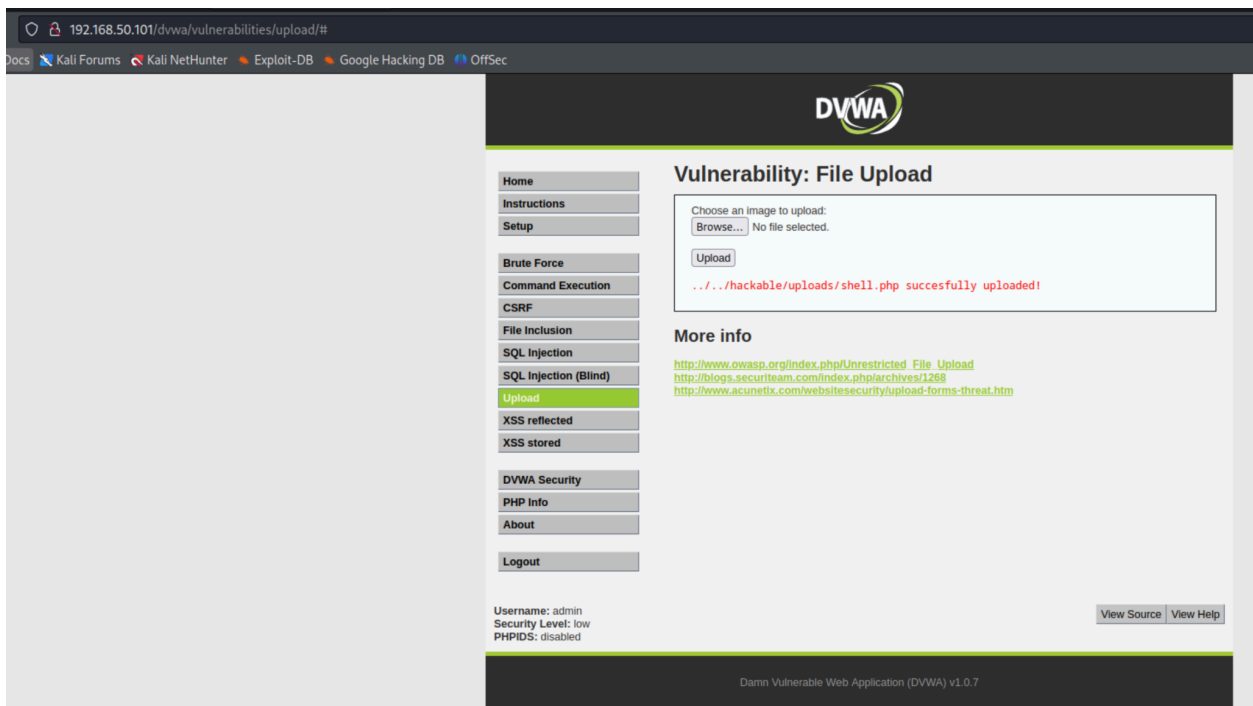 192.168.50.101/dvwa/vulnerabilities/upload/#
Docs Kali Forums Kali NetHunter Exploit-DB Google Hacking DB OffSec
DVWA
Home
Instructions
Setup
Brute Force
Command Execution
CSRF
File Inclusion
SQL Injection
SQL Injection (Blind)
Upload
XSS reflected
XSS stored
DVWA Security
PHP Info
About
Logout
Vulnerability: File Upload
Choose an image to upload:
Browse... No file selected.
Upload
../../hackable/uploads/shell.php succesfully uploaded!
More info
http://www.owasp.org/index.php/Unrestricted_File_Upload
http://blogs.securiteam.com/index.php/archives/1268
http://www.acunetix.com/websitesecurity/upload-forms-threat.htm
Username: admin
Security Level: low
PHPIDS: disabled
View Source View Help
Damn Vulnerable Web Application (DVWA) v1.0.7